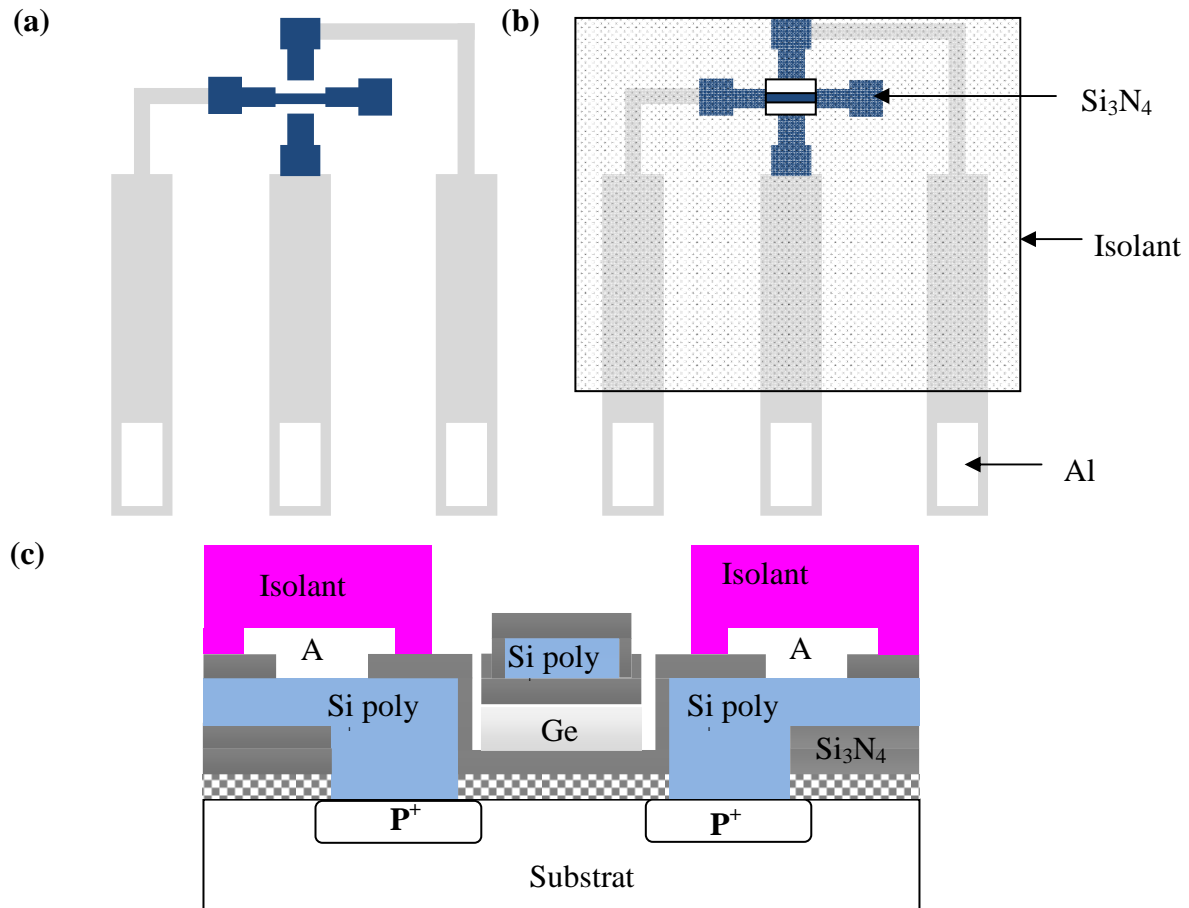 (a)
(b)
Si₃N₄
Isolant
Al
(c)
Isolant
Isolant
A
A
Si poly
Si poly
Si poly
Ge
Si₃N₄
P⁺
P⁺
Substrat